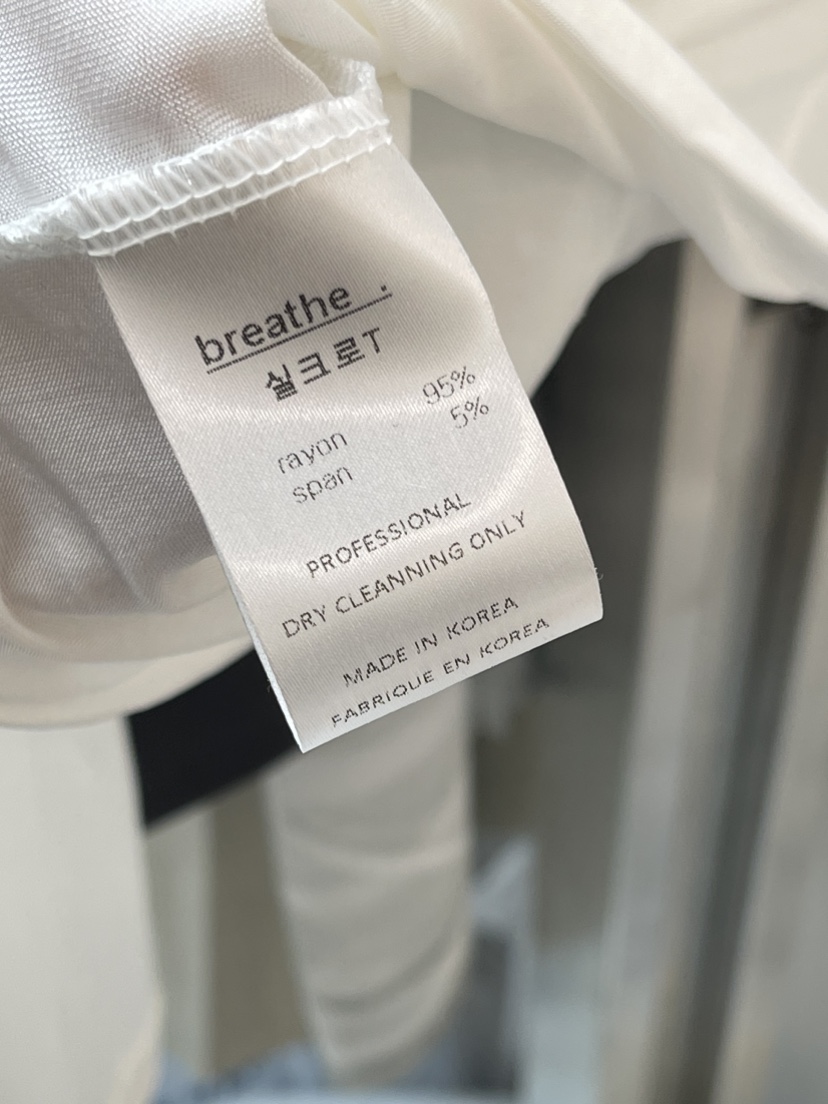 breathe .
실크로T
rayon 95%
span 5%
PROFESSIONAL
DRY CLEANNING ONLY
MADE IN KOREA
FABRIQUE EN KOREA